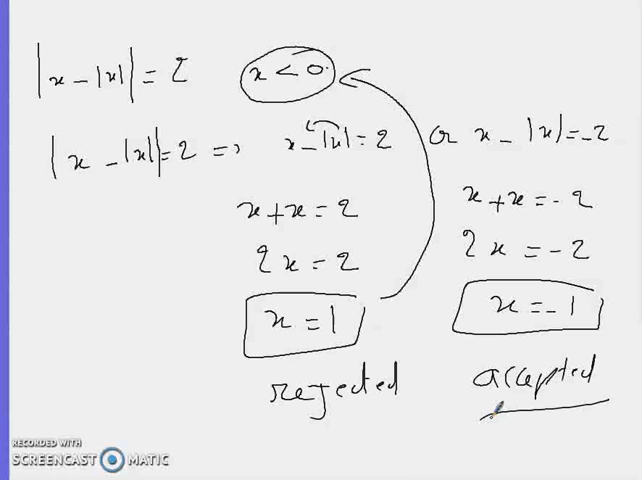 |x - |x|| = 2    x < 0
|x - |x|| = 2 => x - |x| = 2    or x - |x| = -2
x + x = 2    x + x = -2
2x = 2    2x = -2
x = 1    x = -1
rejected    accepted
RECORDED WITH
SCREENCAST MATIC